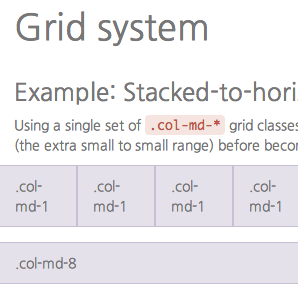 Grid system
Example: Stacked-to-hori
Using a single set of .col-md-* grid classes
(the extra small to small range) before becor
.col-md-1 .col-md-1 .col-md-1 .col-md-1
.col-md-8